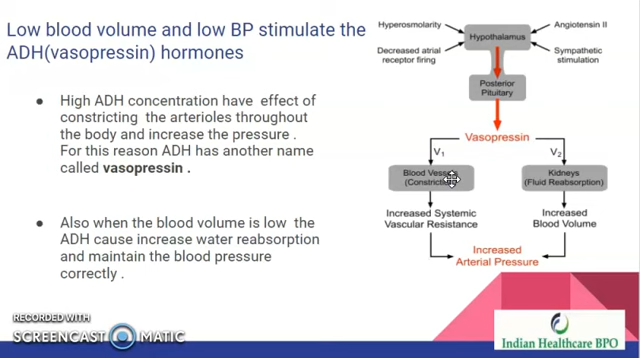 Low blood volume and low BP stimulate the
ADH(vasopressin) hormones
● High ADH concentration have effect of
constricting the arterioles throughout
the body and increase the pressure .
For this reason ADH has another name
called vasopressin .
● Also when the blood volume is low the
ADH cause increase water reabsorption
and maintain the blood pressure
correctly .
Hyperosmolarity
Angiotensin II
Hypothalamus
Decreased atrial
receptor firing
Sympathetic
stimulation
Posterior
Pituitary
Vasopressin
V₁
V₂
Blood
(Constric
Kidneys
(Fluid Reabsorption)
Increased Systemic
Vascular Resistance
Increased
Blood Volume
Increased
Arterial Pressure
RECORDED WITH
SCREENCAST MATIC
Indian Healthcare BPO